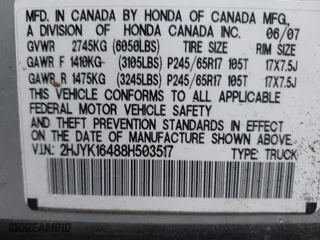 MFD. IN CANADA BY HONDA OF CANADA MFG.,
A DIVISION OF HONDA CANADA INC. 06/07
GVWR 2745KG (6050LBS) TIRE SIZE RIM SIZE
GAWR F 1410KG (3105LBS) P245/65R17 105T 17X7.5J
GAWR R 1475KG (3245LBS) P245/65R17 105T 17X7.5J
THIS VEHICLE CONFORMS TO ALL APPLICABLE
FEDERAL MOTOR VEHICLE SAFETY STANDARDS
IN EFFECT ON THE DATE OF MANUFACTURE
SHOWN ABOVE.
V.I.N: 2HJYK16488H503517 TYPE: TRUCK
DREAMBID